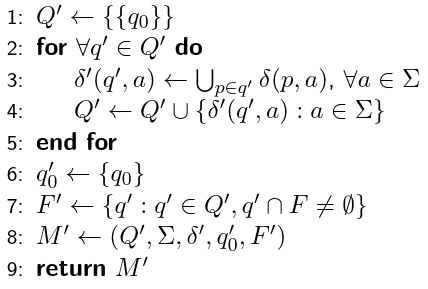 1: Q′ ← {{q₀}}
2: for ∀q′ ∈ Q′ do
3: δ′(q′, a) ← ⋃_{p∈q′} δ(p, a), ∀a ∈ Σ
4: Q′ ← Q′ ∪ {δ′(q′, a) : a ∈ Σ}
5: end for
6: q′₀ ← {q₀}
7: F′ ← {q′ : q′ ∈ Q′, q′ ∩ F ≠ ∅}
8: M′ ← (Q′, Σ, δ′, q′₀, F′)
9: return M′